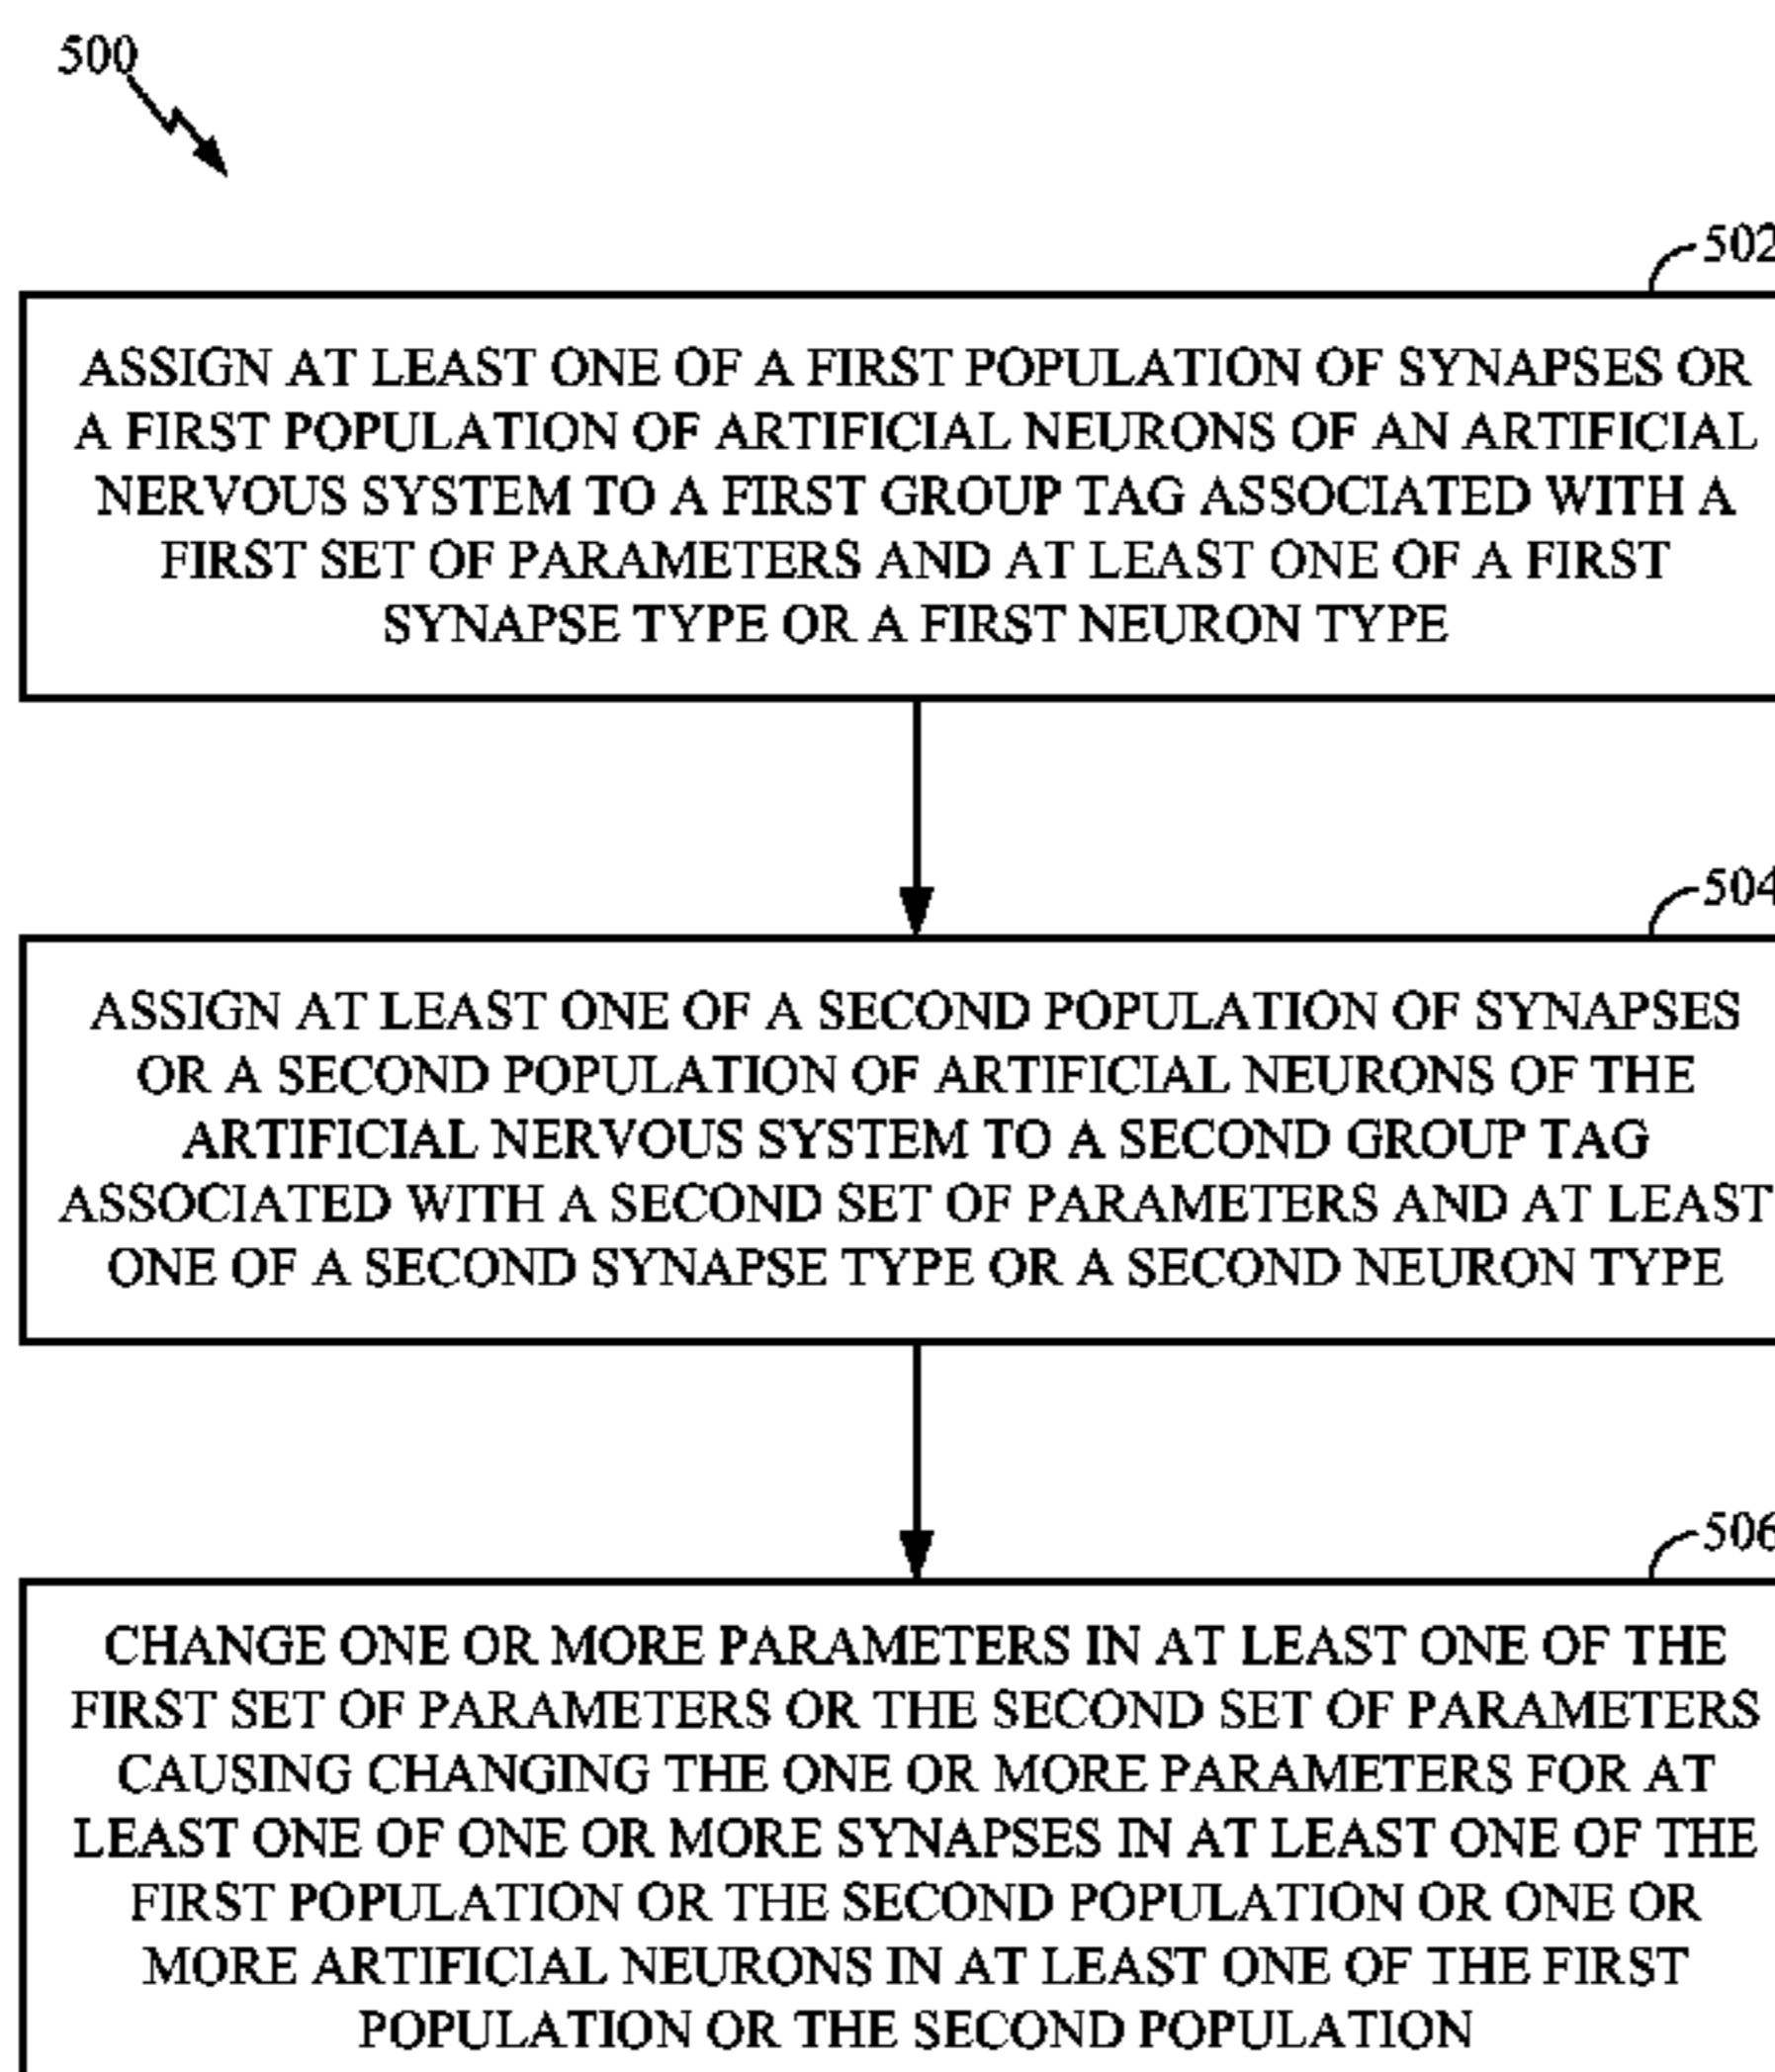 500
502
ASSIGN AT LEAST ONE OF A FIRST POPULATION OF SYNAPSES OR
A FIRST POPULATION OF ARTIFICIAL NEURONS OF AN ARTIFICIAL
NERVOUS SYSTEM TO A FIRST GROUP TAG ASSOCIATED WITH A
FIRST SET OF PARAMETERS AND AT LEAST ONE OF A FIRST
SYNAPSE TYPE OR A FIRST NEURON TYPE
504
ASSIGN AT LEAST ONE OF A SECOND POPULATION OF SYNAPSES
OR A SECOND POPULATION OF ARTIFICIAL NEURONS OF THE
ARTIFICIAL NERVOUS SYSTEM TO A SECOND GROUP TAG
ASSOCIATED WITH A SECOND SET OF PARAMETERS AND AT LEAST
ONE OF A SECOND SYNAPSE TYPE OR A SECOND NEURON TYPE
506
CHANGE ONE OR MORE PARAMETERS IN AT LEAST ONE OF THE
FIRST SET OF PARAMETERS OR THE SECOND SET OF PARAMETERS
CAUSING CHANGING THE ONE OR MORE PARAMETERS FOR AT
LEAST ONE OF ONE OR MORE SYNAPSES IN AT LEAST ONE OF THE
FIRST POPULATION OR THE SECOND POPULATION OR ONE OR
MORE ARTIFICIAL NEURONS IN AT LEAST ONE OF THE FIRST
POPULATION OR THE SECOND POPULATION